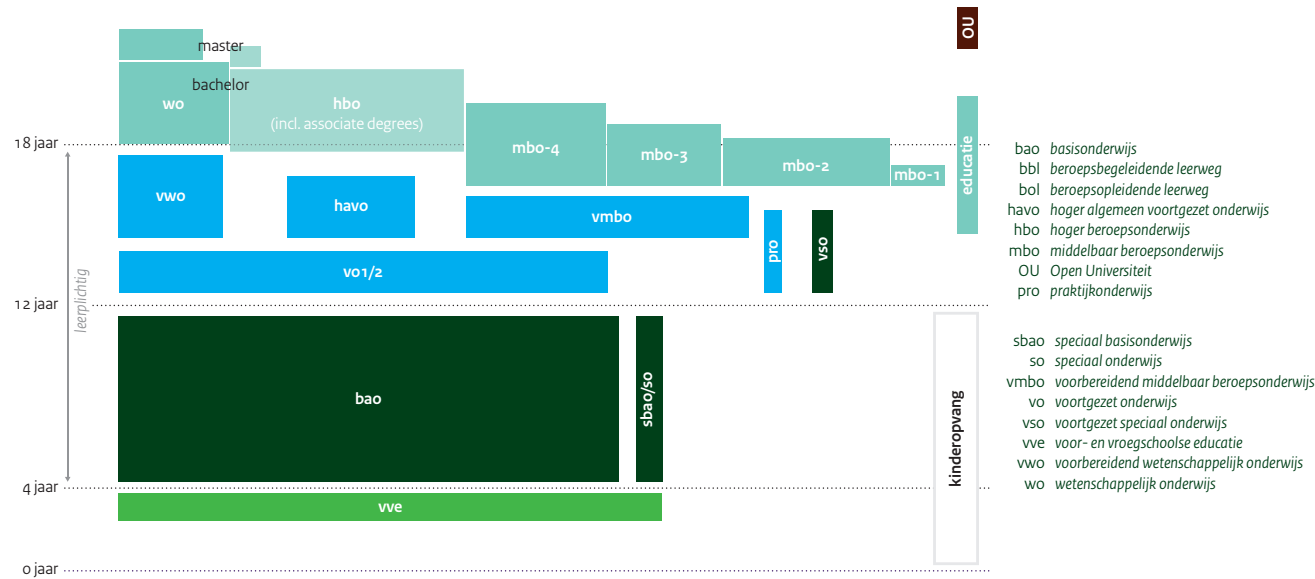 OU
master
bachelor
wo
hbo
(incl. associate degrees)
18 jaar
mbo-4
mbo-3
mbo-2
mbo-1
educatie
vwo
havo
vmbo
pro
vso
vo1/2
12 jaar
leerplichtig
bao
sbao/so
kinderopvang
4 jaar
vve
0 jaar
bao basisonderwijs
bbl beroepsbegeleidende leerweg
bol beroepsopleidende leerweg
havo hoger algemeen voortgezet onderwijs
hbo hoger beroepsonderwijs
mbo middelbaar beroepsonderwijs
OU Open Universiteit
pro praktijkonderwijs
sbao speciaal basisonderwijs
so speciaal onderwijs
vmbo voorbereidend middelbaar beroepsonderwijs
vo voortgezet onderwijs
vso voortgezet speciaal onderwijs
vve voor- en vroegschoolse educatie
vwo voorbereidend wetenschappelijk onderwijs
wo wetenschappelijk onderwijs